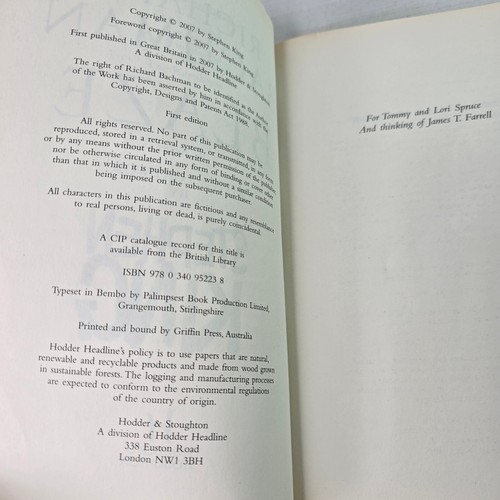 Copyright © 2007 by Stephen King
Foreword copyright © 2007 by Stephen King
First published in Great Britain in 2007 by Hodder & Stoughton
A division of Hodder Headline
The right of Richard Bachman to be identified as the Author
of the Work has been asserted by him in accordance with the
Copyright, Designs and Patents Act 1988.
First edition
All rights reserved. No part of this publication may be
reproduced, stored in a retrieval system, or transmitted, in any form
or by any means without the prior written permission of the publisher,
nor be otherwise circulated in any form of binding or cover other
than that in which it is published and without a similar condition
being imposed on the subsequent purchaser.
All characters in this publication are fictitious and any resemblance
to real persons, living or dead, is purely coincidental.
A CIP catalogue record for this title is
available from the British Library
ISBN 978 0 340 95223 8
Typeset in Bembo by Palimpsest Book Production Limited,
Grangemouth, Stirlingshire
Printed and bound by Griffin Press, Australia
Hodder Headline's policy is to use papers that are natural,
renewable and recyclable products and made from wood grown
in sustainable forests. The logging and manufacturing processes
are expected to conform to the environmental regulations
of the country of origin.
Hodder & Stoughton
A division of Hodder Headline
338 Euston Road
London NW1 3BH
For Tommy and Lori Spruce
And thinking of James T. Farrell